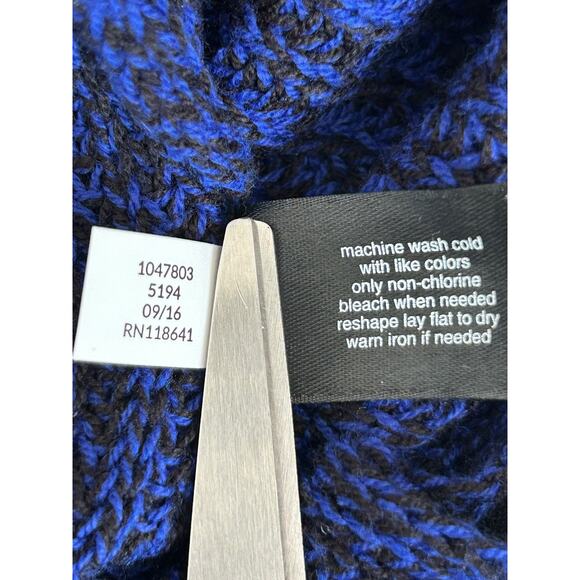 1047803
5194
09/16
RN118641
machine wash cold
with like colors
only non-chlorine
bleach when needed
reshape lay flat to dry
warn iron if needed